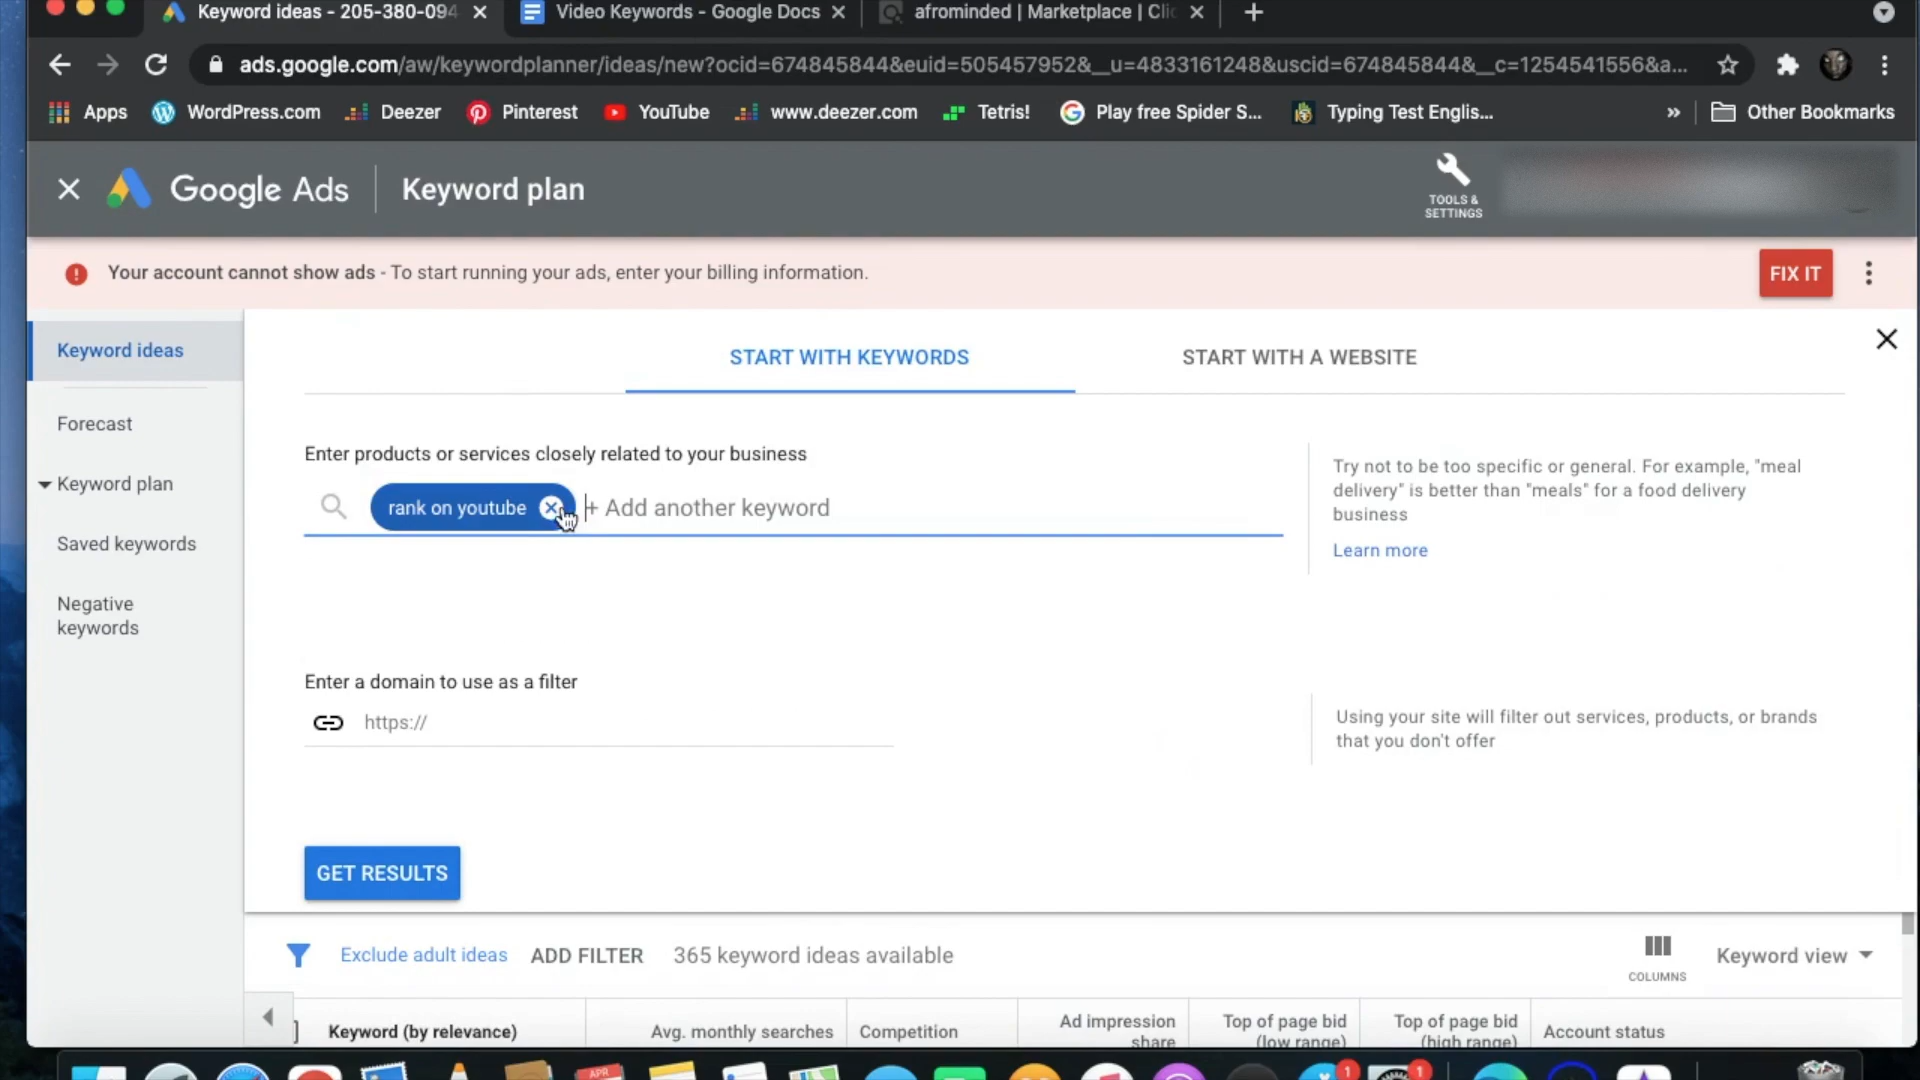 Keyword ideas - 205-380-094
Video Keywords - Google Docs
afrominded | Marketplace | Clic
ads.google.com/aw/keywordplanner/ideas/new?ocid=674845844&euid=505457952&__u=4833161248&uscid=674845844&__c=1254541556&a...
Apps
WordPress.com
Deezer
Pinterest
YouTube
www.deezer.com
Tetris!
Play free Spider S...
Typing Test Englis...
»
Other Bookmarks
Google Ads
Keyword plan
TOOLS &
SETTINGS
Your account cannot show ads - To start running your ads, enter your billing information.
FIX IT
Keyword ideas
Forecast
Keyword plan
Saved keywords
Negative
keywords
START WITH KEYWORDS
START WITH A WEBSITE
Enter products or services closely related to your business
rank on youtube
+ Add another keyword
Try not to be too specific or general. For example, "meal
delivery" is better than "meals" for a food delivery
business
Learn more
Enter a domain to use as a filter
https://
Using your site will filter out services, products, or brands
that you don't offer
GET RESULTS
Exclude adult ideas
ADD FILTER
365 keyword ideas available
COLUMNS
Keyword view
Keyword (by relevance)
Avg. monthly searches
Competition
Ad impression
share
Top of page bid
(low range)
Top of page bid
(high range)
Account status
APR
1
1